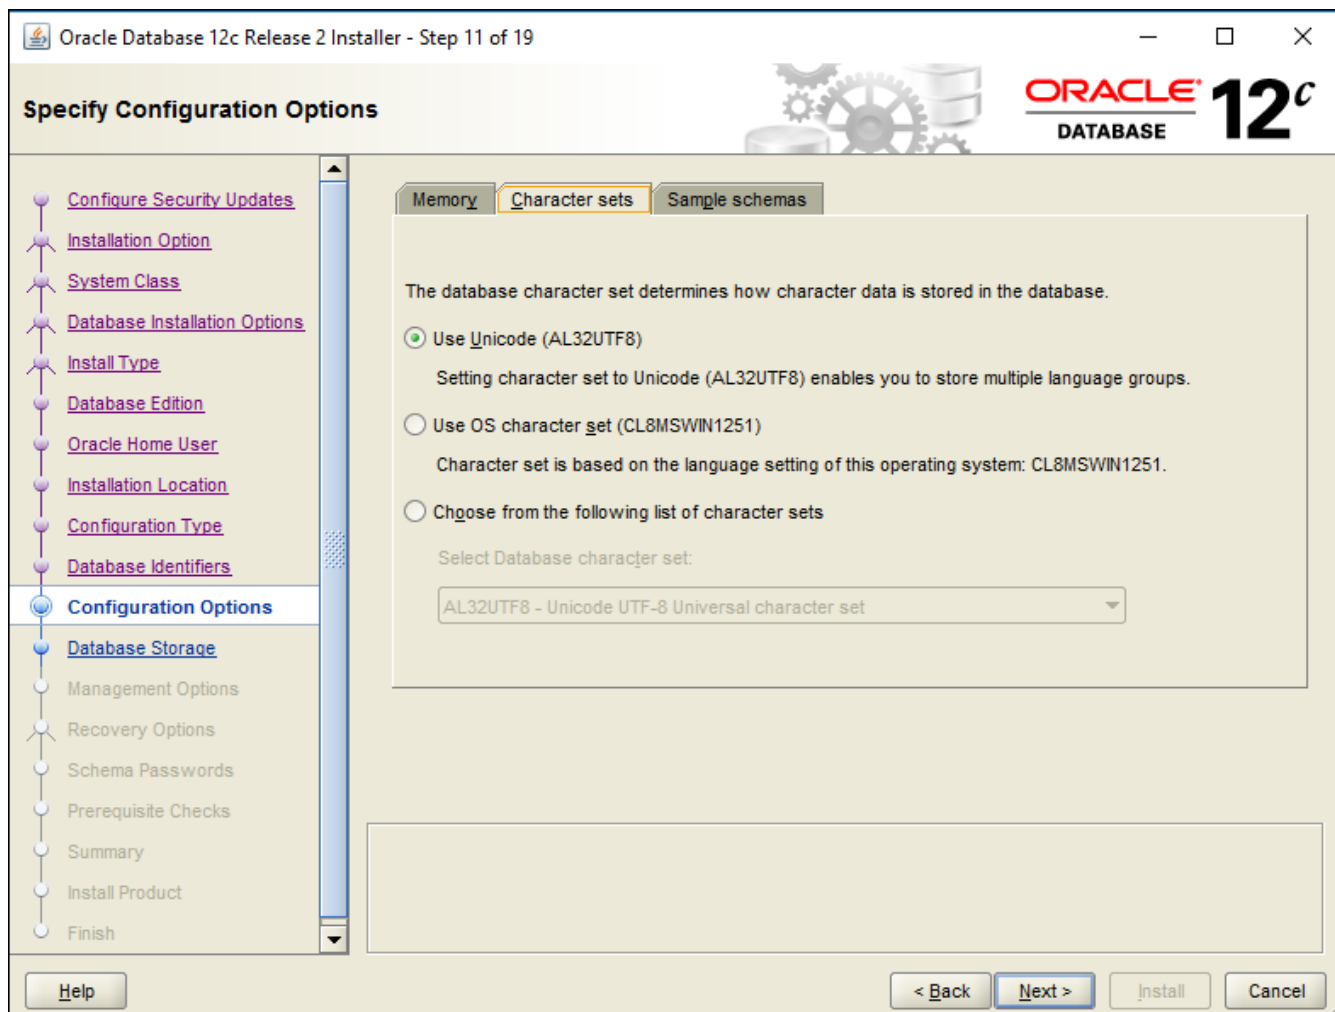 Oracle Database 12c Release 2 Installer - Step 11 of 19
Specify Configuration Options
ORACLE
DATABASE
12c
Configure Security Updates
Installation Option
System Class
Database Installation Options
Install Type
Database Edition
Oracle Home User
Installation Location
Configuration Type
Database Identifiers
Configuration Options
Database Storage
Management Options
Recovery Options
Schema Passwords
Prerequisite Checks
Summary
Install Product
Finish
Memory
Character sets
Sample schemas
The database character set determines how character data is stored in the database.
Use Unicode (AL32UTF8)
Setting character set to Unicode (AL32UTF8) enables you to store multiple language groups.
Use OS character set (CL8MSWIN1251)
Character set is based on the language setting of this operating system: CL8MSWIN1251.
Choose from the following list of character sets
Select Database character set:
AL32UTF8 - Unicode UTF-8 Universal character set
Help
< Back
Next >
Install
Cancel